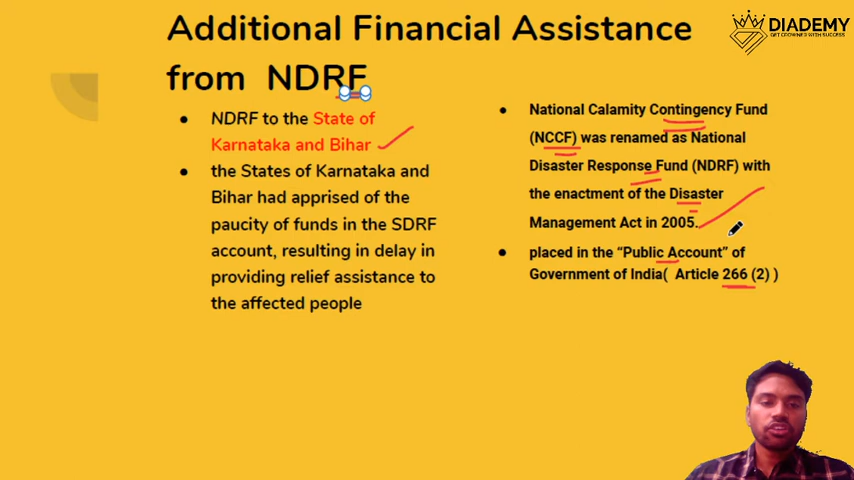 Additional Financial Assistance
from NDRF
DIADEMY
GET CROWNED WITH SUCCESS
NDRF to the State of
Karnataka and Bihar
the States of Karnataka and
Bihar had apprised of the
paucity of funds in the SDRF
account, resulting in delay in
providing relief assistance to
the affected people
National Calamity Contingency Fund
(NCCF) was renamed as National
Disaster Response Fund (NDRF) with
the enactment of the Disaster
Management Act in 2005.
placed in the “Public Account” of
Government of India( Article 266 (2) )